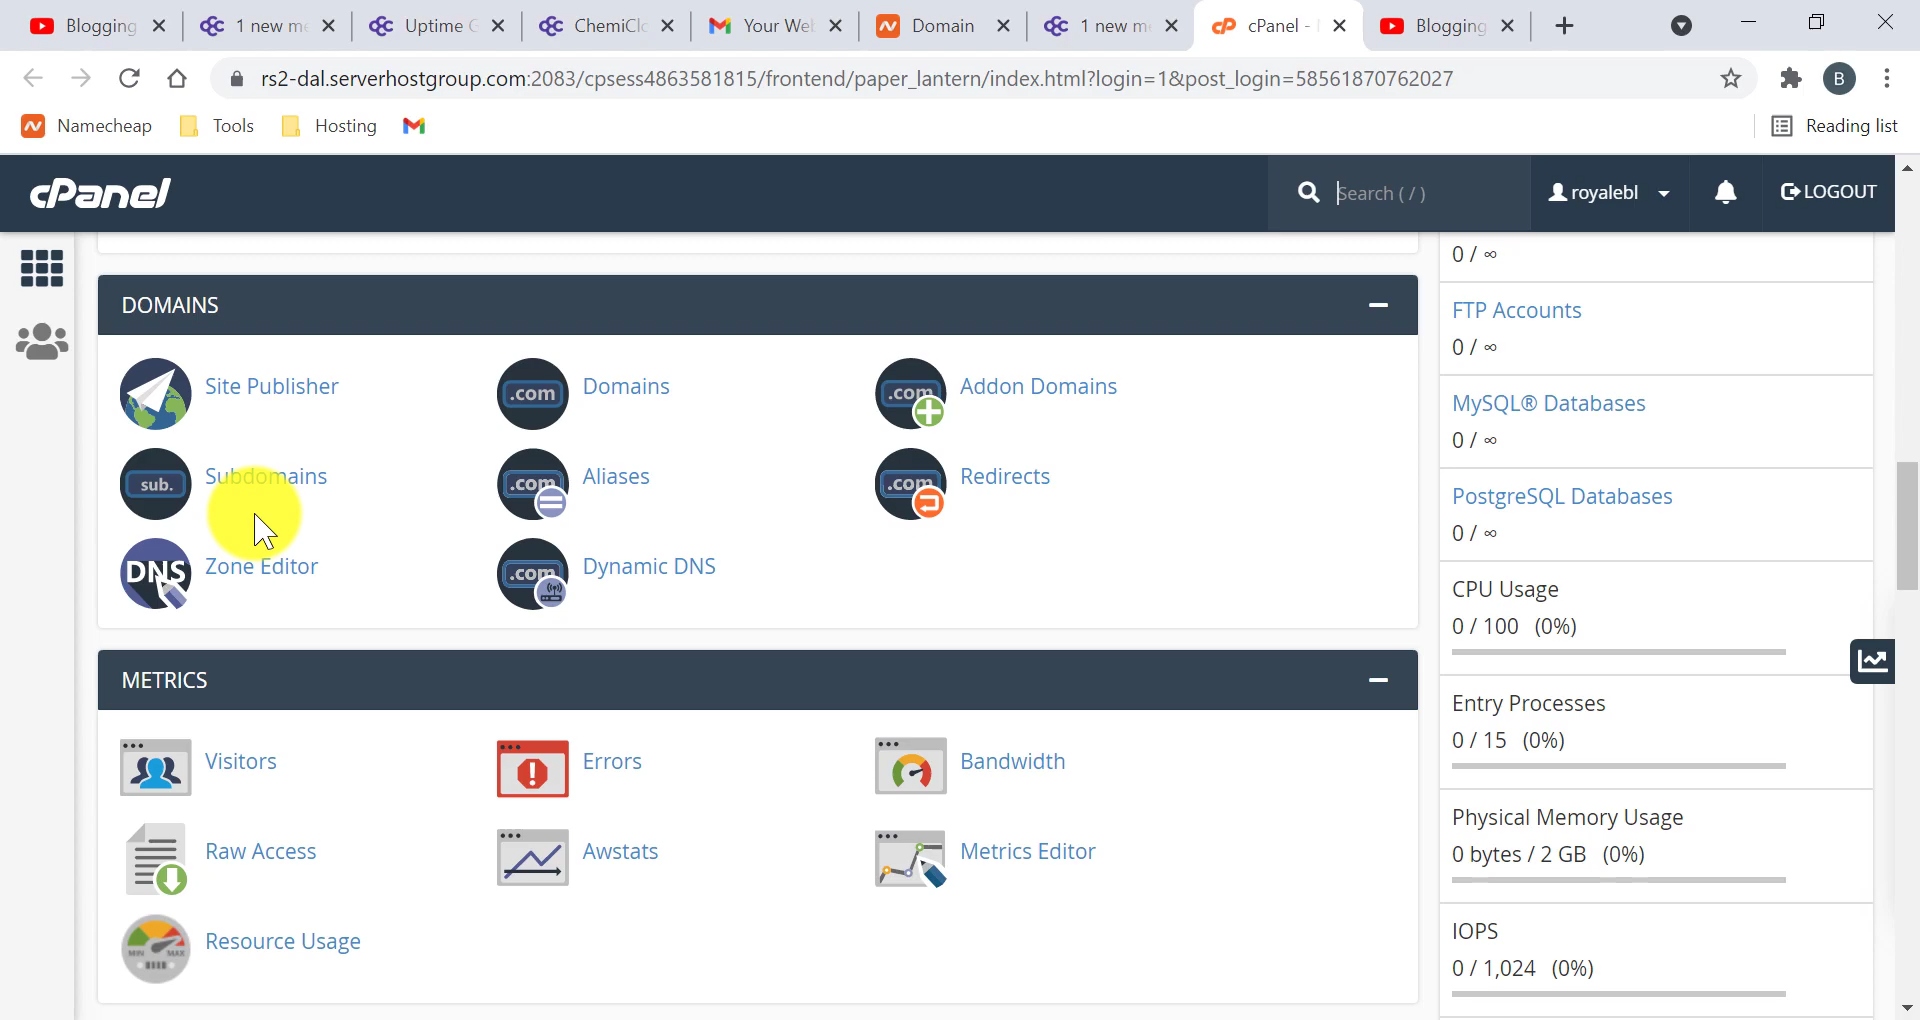 Blogging
1 new me
Uptime G
ChemiClo
Your We
Domain
1 new m
cPanel -
Blogging
rs2-dal.serverhostgroup.com:2083/cpsess4863581815/frontend/paper_lantern/index.html?login=1&post_login=58561870762027
B
Namecheap
Tools
Hosting
Reading list
cPanel
Search ( / )
royalebl
LOGOUT
DOMAINS
Site Publisher
.com
Domains
.com
Addon Domains
sub.
Subdomains
.com
Aliases
.com
Redirects
DNS
Zone Editor
.com
Dynamic DNS
METRICS
Visitors
Errors
Bandwidth
Raw Access
Awstats
Metrics Editor
MIN MAX
Resource Usage
0 / ∞
FTP Accounts
0 / ∞
MySQL® Databases
0 / ∞
PostgreSQL Databases
0 / ∞
CPU Usage
0 / 100 (0%)
Entry Processes
0 / 15 (0%)
Physical Memory Usage
0 bytes / 2 GB (0%)
IOPS
0 / 1,024 (0%)